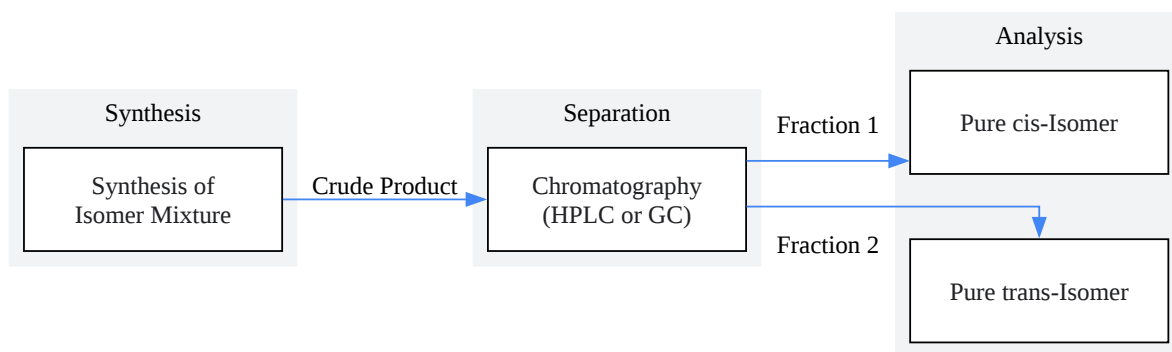 Synthesis
Synthesis of
Isomer Mixture
Crude Product
Separation
Chromatography
(HPLC or GC)
Fraction 1
Fraction 2
Analysis
Pure cis-Isomer
Pure trans-Isomer